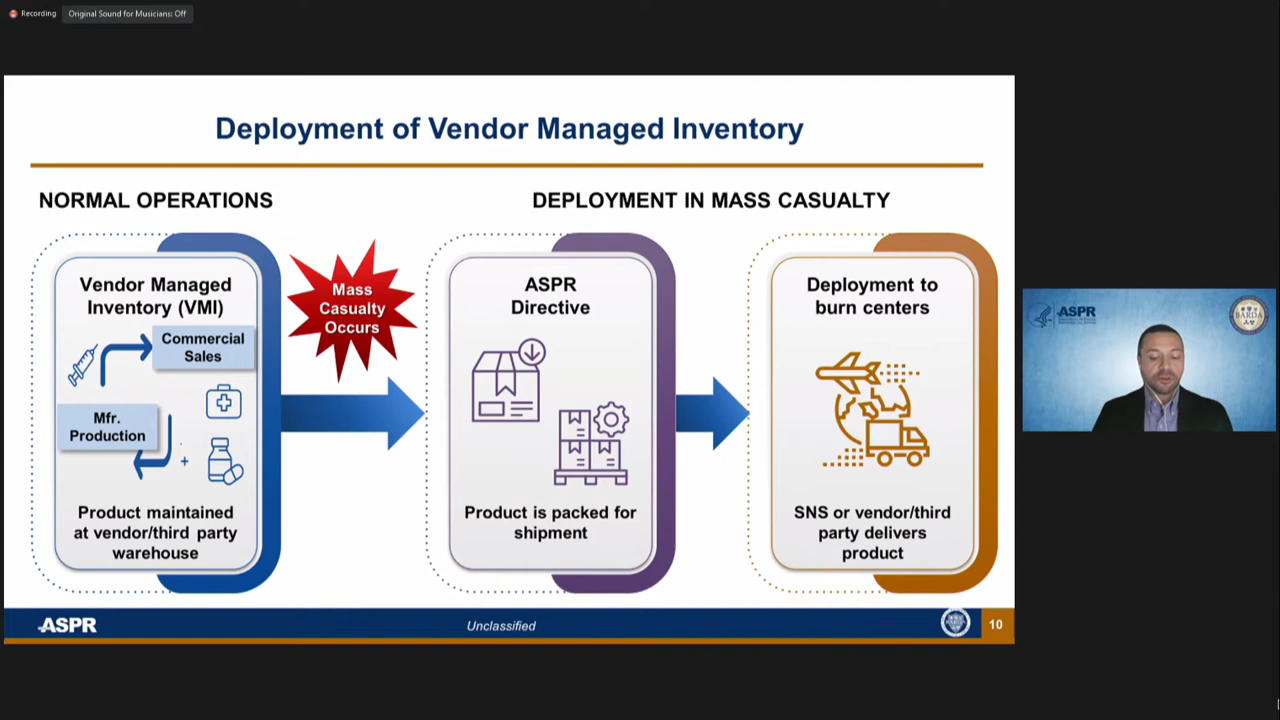 Recording
Original Sound for Musicians: Off
Deployment of Vendor Managed Inventory
NORMAL OPERATIONS
DEPLOYMENT IN MASS CASUALTY
Vendor Managed
Inventory (VMI)
Commercial
Sales
Mfr.
Production
+
Product maintained
at vendor/third party
warehouse
Mass
Casualty
Occurs
ASPR
Directive
Product is packed for
shipment
Deployment to
burn centers
SNS or vendor/third
party delivers
product
ASPR
BARDA
ASPR
Unclassified
10